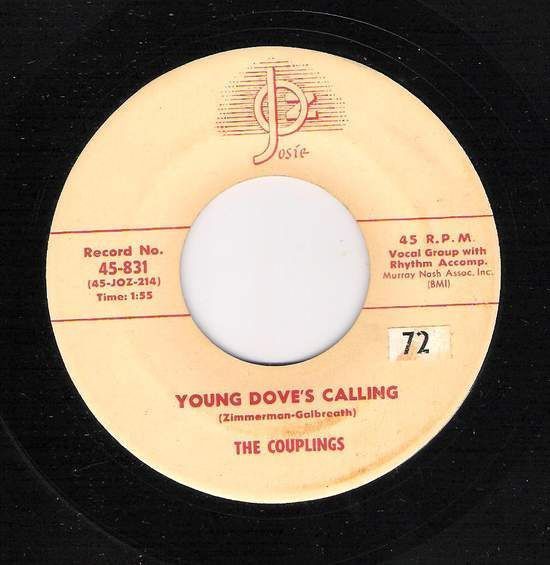 JOZ
Josie
Record No.
45-831
(45-JOZ-214)
Time: 1:55
45 R.P.M.
Vocal Group with
Rhythm Accomp.
Murray Nash Assoc. Inc.
(BMI)
72
YOUNG DOVE'S CALLING
(Zimmerman-Galbreath)
THE COUPLINGS